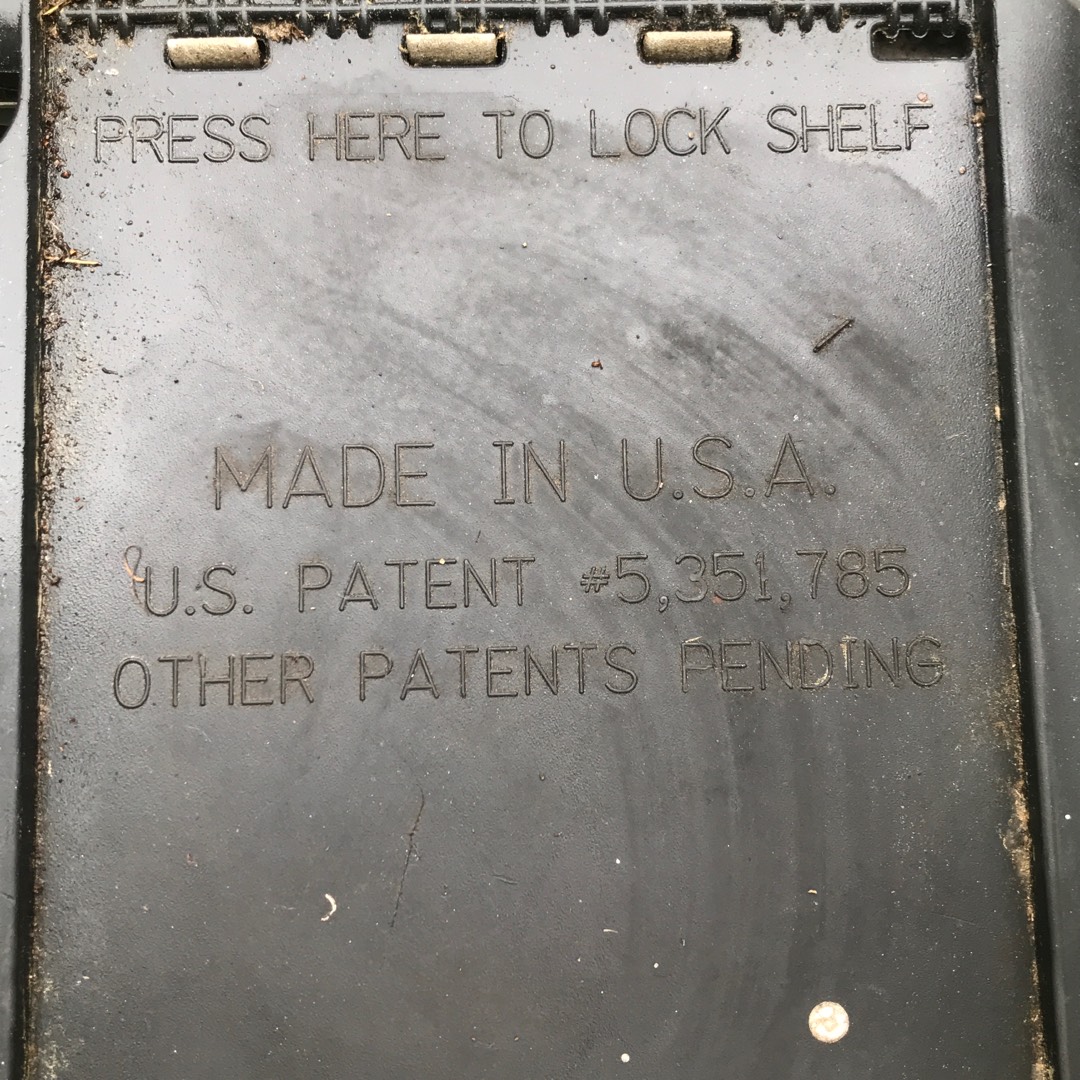 PRESS HERE TO LOCK SHELF
MADE IN U.S.A.
U.S. PATENT #5,351,785
OTHER PATENTS PENDING